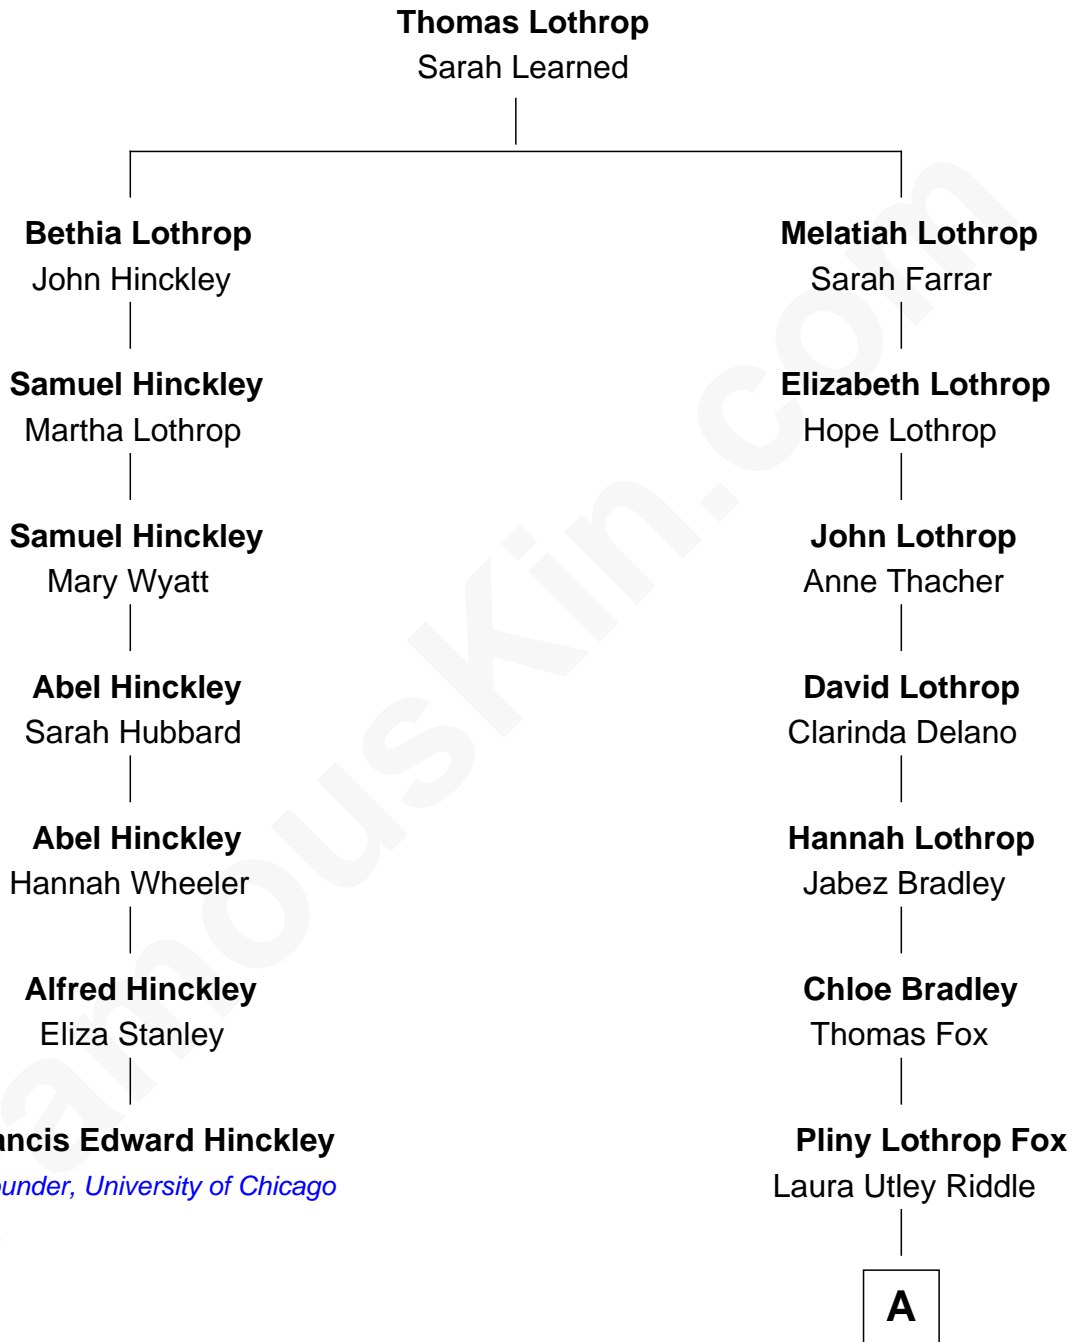 Thomas Lothrop
Sarah Learned
Bethia Lothrop
John Hinckley
Melatiah Lothrop
Sarah Farrar
Samuel Hinckley
Martha Lothrop
Elizabeth Lothrop
Hope Lothrop
Samuel Hinckley
Mary Wyatt
John Lothrop
Anne Thacher
Abel Hinckley
Sarah Hubbard
David Lothrop
Clarinda Delano
Abel Hinckley
Hannah Wheeler
Hannah Lothrop
Jabez Bradley
Alfred Hinckley
Eliza Stanley
Chloe Bradley
Thomas Fox
ancis Edward Hinckley
ounder, University of Chicago
Pliny Lothrop Fox
Laura Utley Riddle
A
amouskin.com